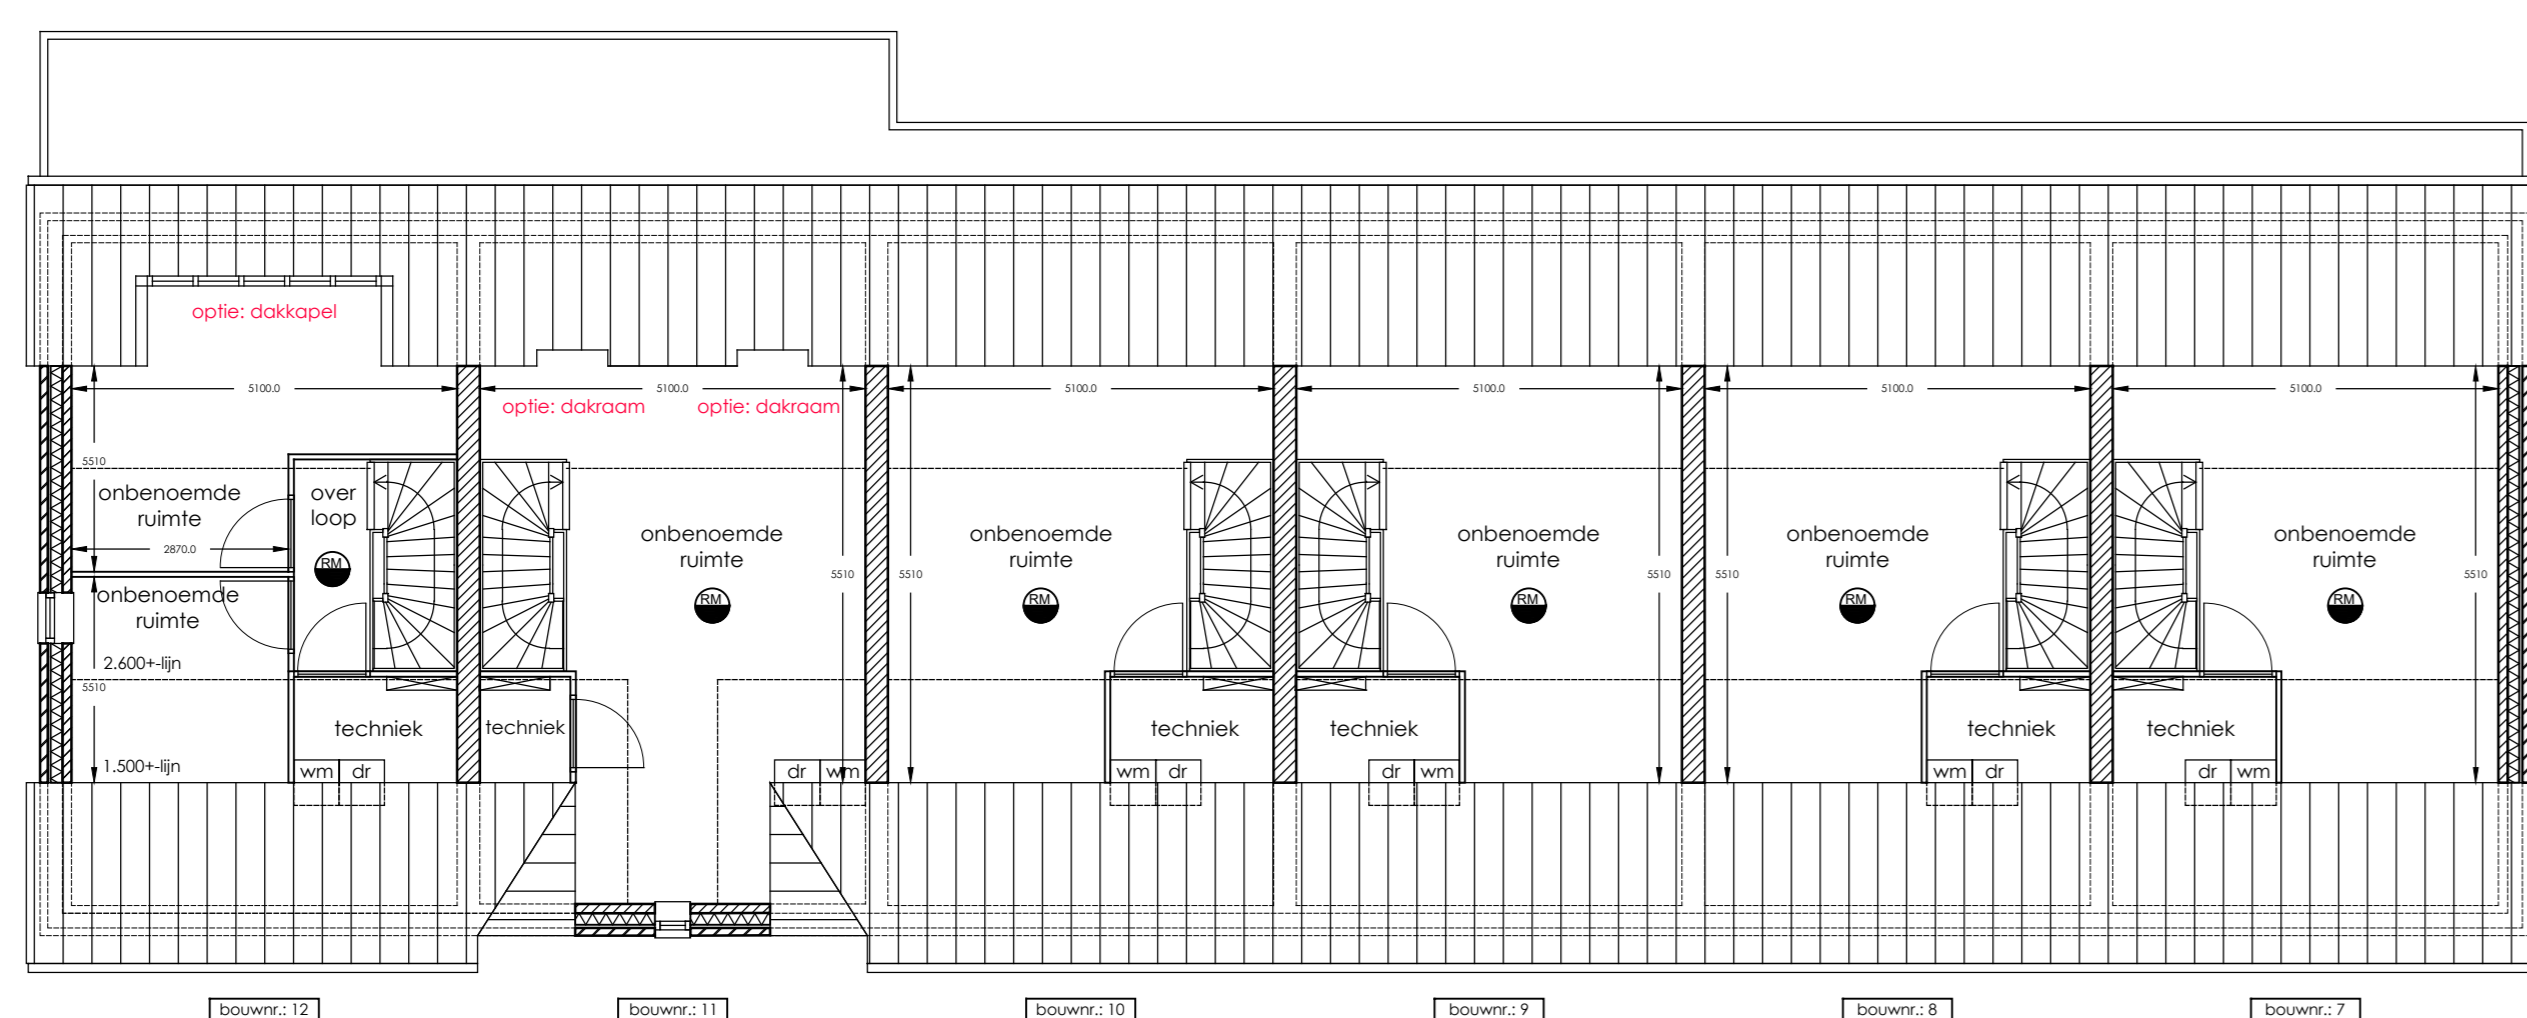 optie: dakkapel
5100.0 5100.0 5100.0 5100.0 5100.0 5100.0
optie: dakraam optie: dakraam
5510
onbenoemde
ruimte
over
loop
2870.0
RM
onbenoemde
ruimte
2.600+-lijn
5510
1.500+-lijn
techniek
wm dr
onbenoemde
ruimte
RM
5510
techniek
dr wm
onbenoemde
ruimte
RM
5510
techniek
wm dr
onbenoemde
ruimte
RM
5510
techniek
dr wm
onbenoemde
ruimte
RM
5510
techniek
wm dr
onbenoemde
ruimte
RM
5510
techniek
dr wm
bouwnr.: 12 bouwnr.: 11 bouwnr.: 10 bouwnr.: 9 bouwnr.: 8 bouwnr.: 7